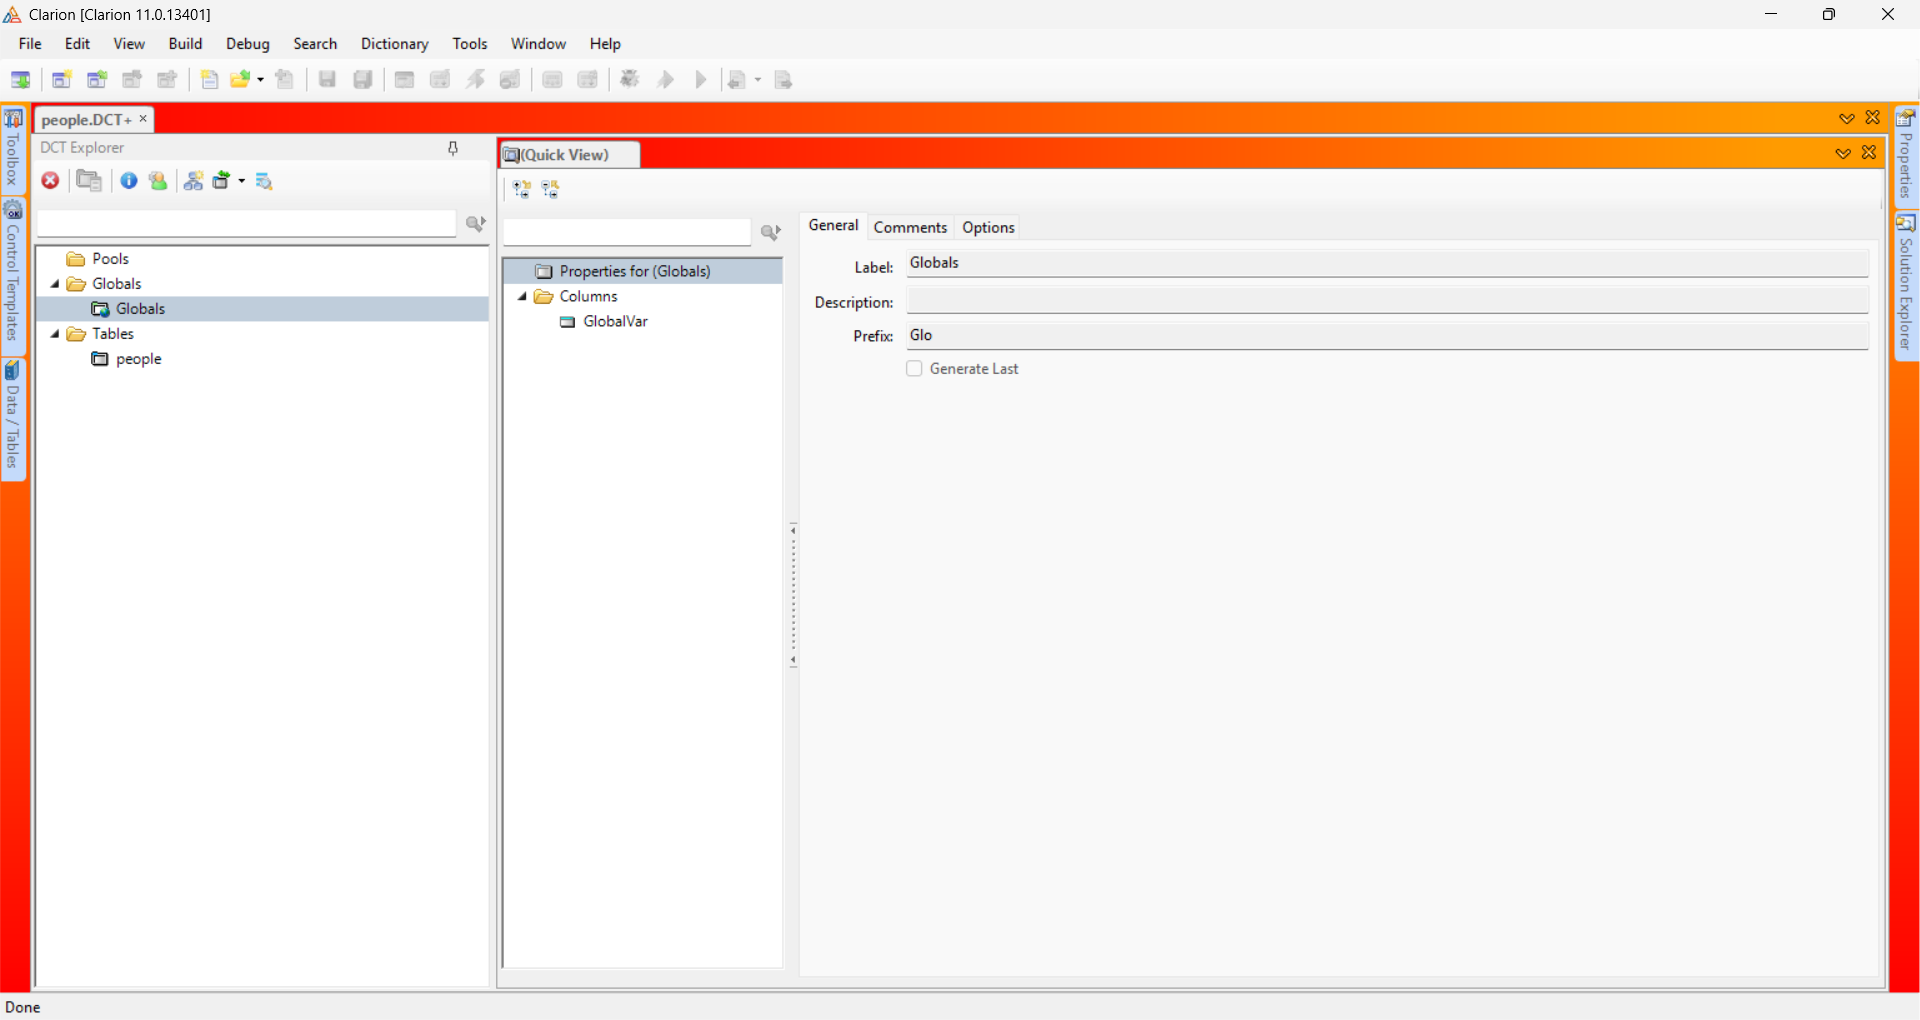 Clarion [Clarion 11.0.13401]
File Edit View Build Debug Search Dictionary Tools Window Help
people.DCT+
DCT Explorer
(Quick View)
Toolbox
Control Templates
Data / Tables
Pools
Globals
Globals
Tables
people
Properties for (Globals)
Columns
GlobalVar
General Comments Options
Label: Globals
Description:
Prefix: Glo
Generate Last
Properties
Solution Explorer
Done